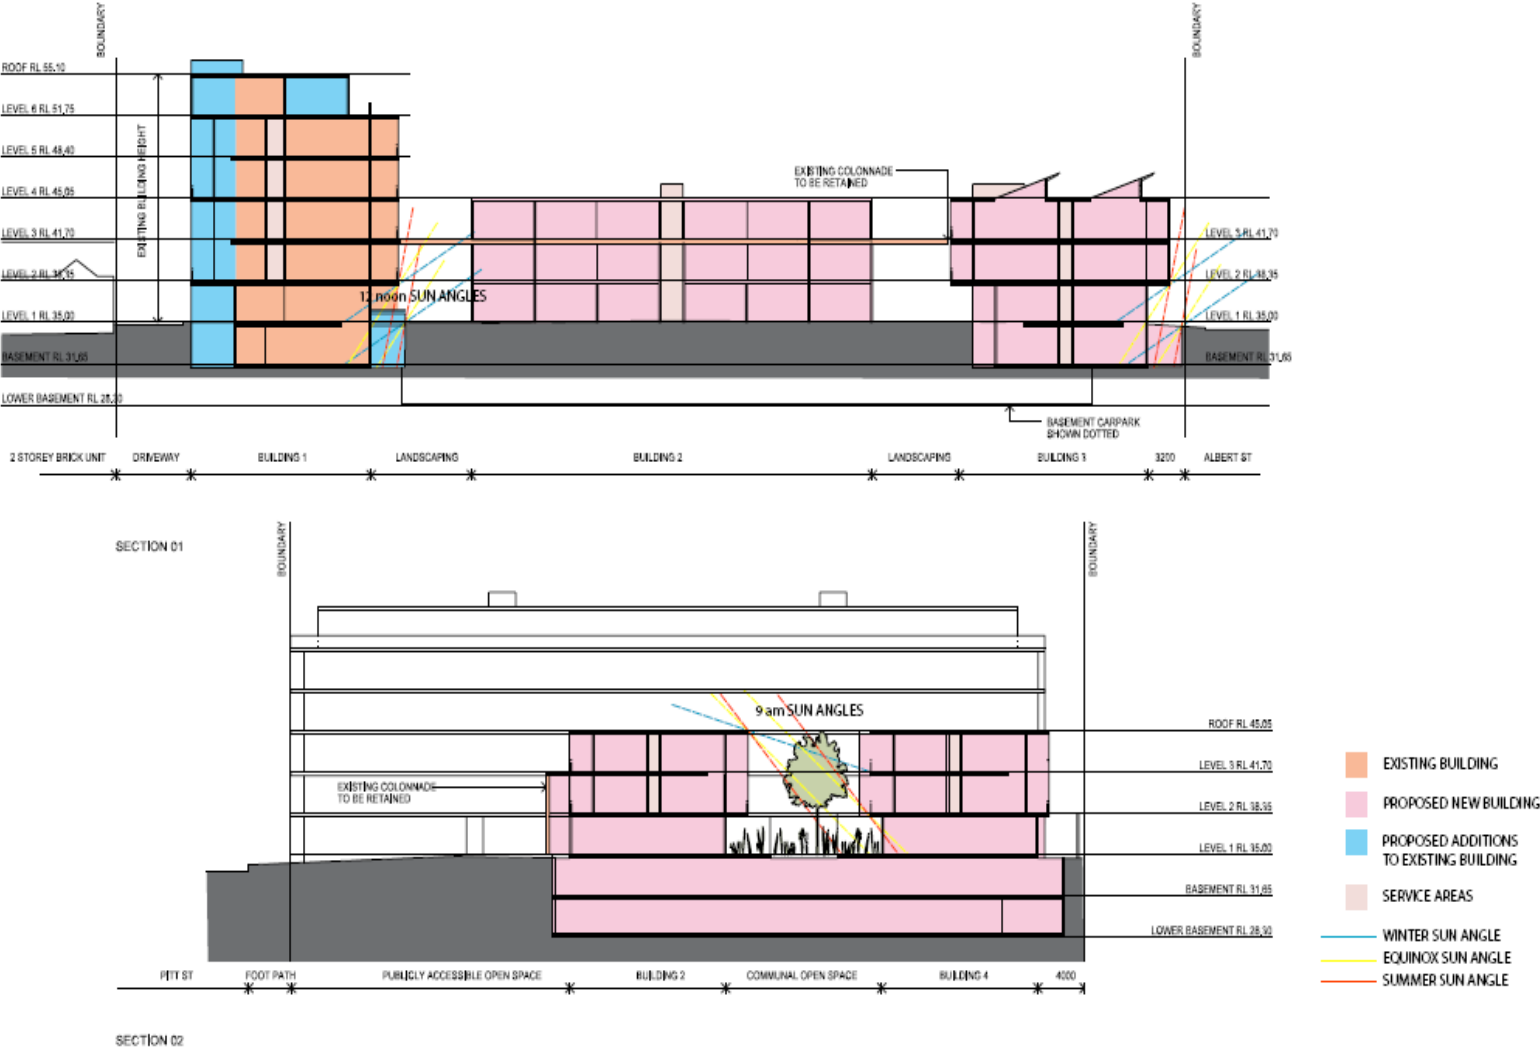 BOUNDARY
BOUNDARY
ROOF RL 55.10
LEVEL 6 RL 51.75
LEVEL 5 RL 48.40
LEVEL 4 RL 45.05
LEVEL 3 RL 41.70
LEVEL 2 RL 38.35
LEVEL 1 RL 35.00
BASEMENT RL 31.65
LOWER BASEMENT RL 28.30
EXISTING BUILDING HEIGHT
12 noon SUN ANGLES
EXISTING COLONNADE
TO BE RETAINED
LEVEL 3 RL 41.70
LEVEL 2 RL 38.35
LEVEL 1 RL 35.00
BASEMENT RL 31.65
BASEMENT CARPARK
SHOWN DOTTED
2 STOREY BRICK UNIT DRIVEWAY BUILDING 1 LANDSCAPING BUILDING 2 LANDSCAPING BUILDING 3 3200 ALBERT ST
SECTION 01
BOUNDARY
BOUNDARY
9 am SUN ANGLES
EXISTING COLONNADE
TO BE RETAINED
ROOF RL 45.05
LEVEL 3 RL 41.70
LEVEL 2 RL 38.35
LEVEL 1 RL 35.00
BASEMENT RL 31.65
LOWER BASEMENT RL 28.30
PITT ST FOOT PATH PUBLICLY ACCESSIBLE OPEN SPACE BUILDING 2 COMMUNAL OPEN SPACE BUILDING 4 4000
SECTION 02
EXISTING BUILDING
PROPOSED NEW BUILDING
PROPOSED ADDITIONS
TO EXISTING BUILDING
SERVICE AREAS
WINTER SUN ANGLE
EQUINOX SUN ANGLE
SUMMER SUN ANGLE